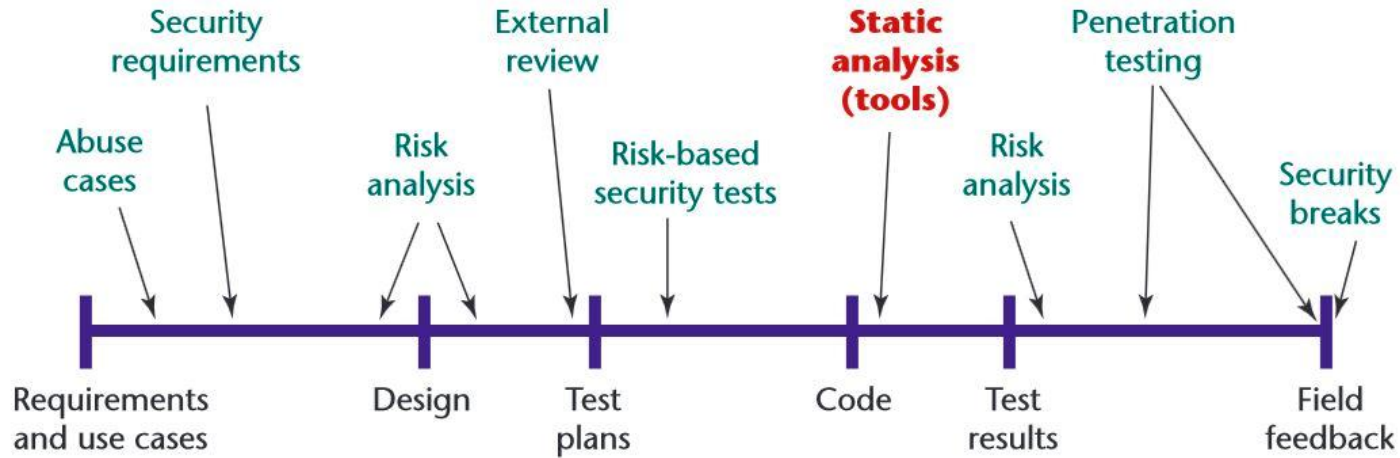 Security
requirements
External
review
Static
analysis
(tools)
Penetration
testing
Abuse
cases
Risk
analysis
Risk-based
security tests
Risk
analysis
Security
breaks
Requirements
and use cases
Design
Test
plans
Code
Test
results
Field
feedback